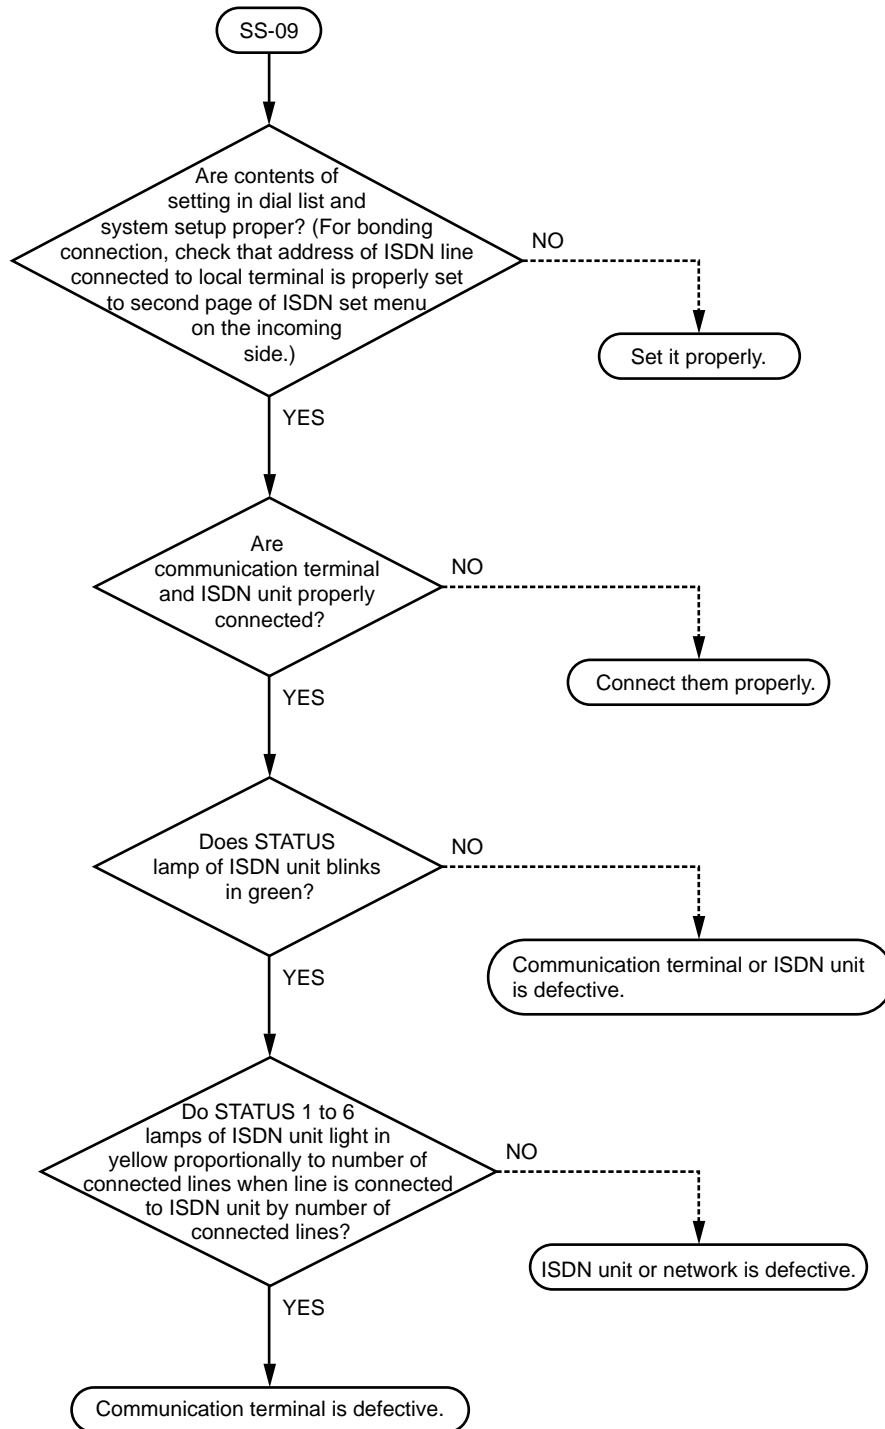 SS-09
Are contents of
setting in dial list and
system setup proper? (For bonding
connection, check that address of ISDN line
connected to local terminal is properly set
to second page of ISDN set menu
on the incoming
side.)
NO
Set it properly.
YES
Are
communication terminal
and ISDN unit properly
connected?
NO
Connect them properly.
YES
Does STATUS
lamp of ISDN unit blinks
in green?
NO
Communication terminal or ISDN unit
is defective.
YES
Do STATUS 1 to 6
lamps of ISDN unit light in
yellow proportionally to number of
connected lines when line is connected
to ISDN unit by number of
connected lines?
NO
ISDN unit or network is defective.
YES
Communication terminal is defective.